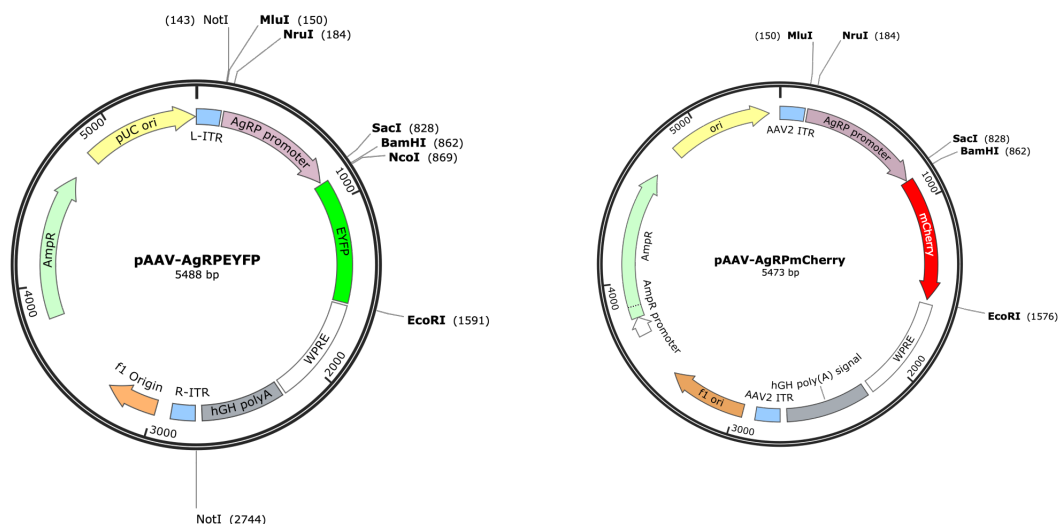 (143) NotI
MluI (150)
NruI (184)
SacI (828)
BamHI (862)
NcoI (869)
1000
EcoRI (1591)
2000
NotI (2744)
3000
4000
5000
pUC ori
L-ITR
AgRP promoter
EYFP
WPRE
hGH polyA
R-ITR
f1 Origin
AmpR
pAAV-AgRPEYFP
5488 bp
(150) MluI
NruI (184)
SacI (828)
BamHI (862)
1000
EcoRI (1576)
2000
3000
4000
5000
ori
AAV2 ITR
AgRP promoter
mCherry
WPRE
hGH poly(A) signal
AAV2 ITR
f1 ori
AmpR promoter
AmpR
pAAV-AgRPmCherry
5473 bp